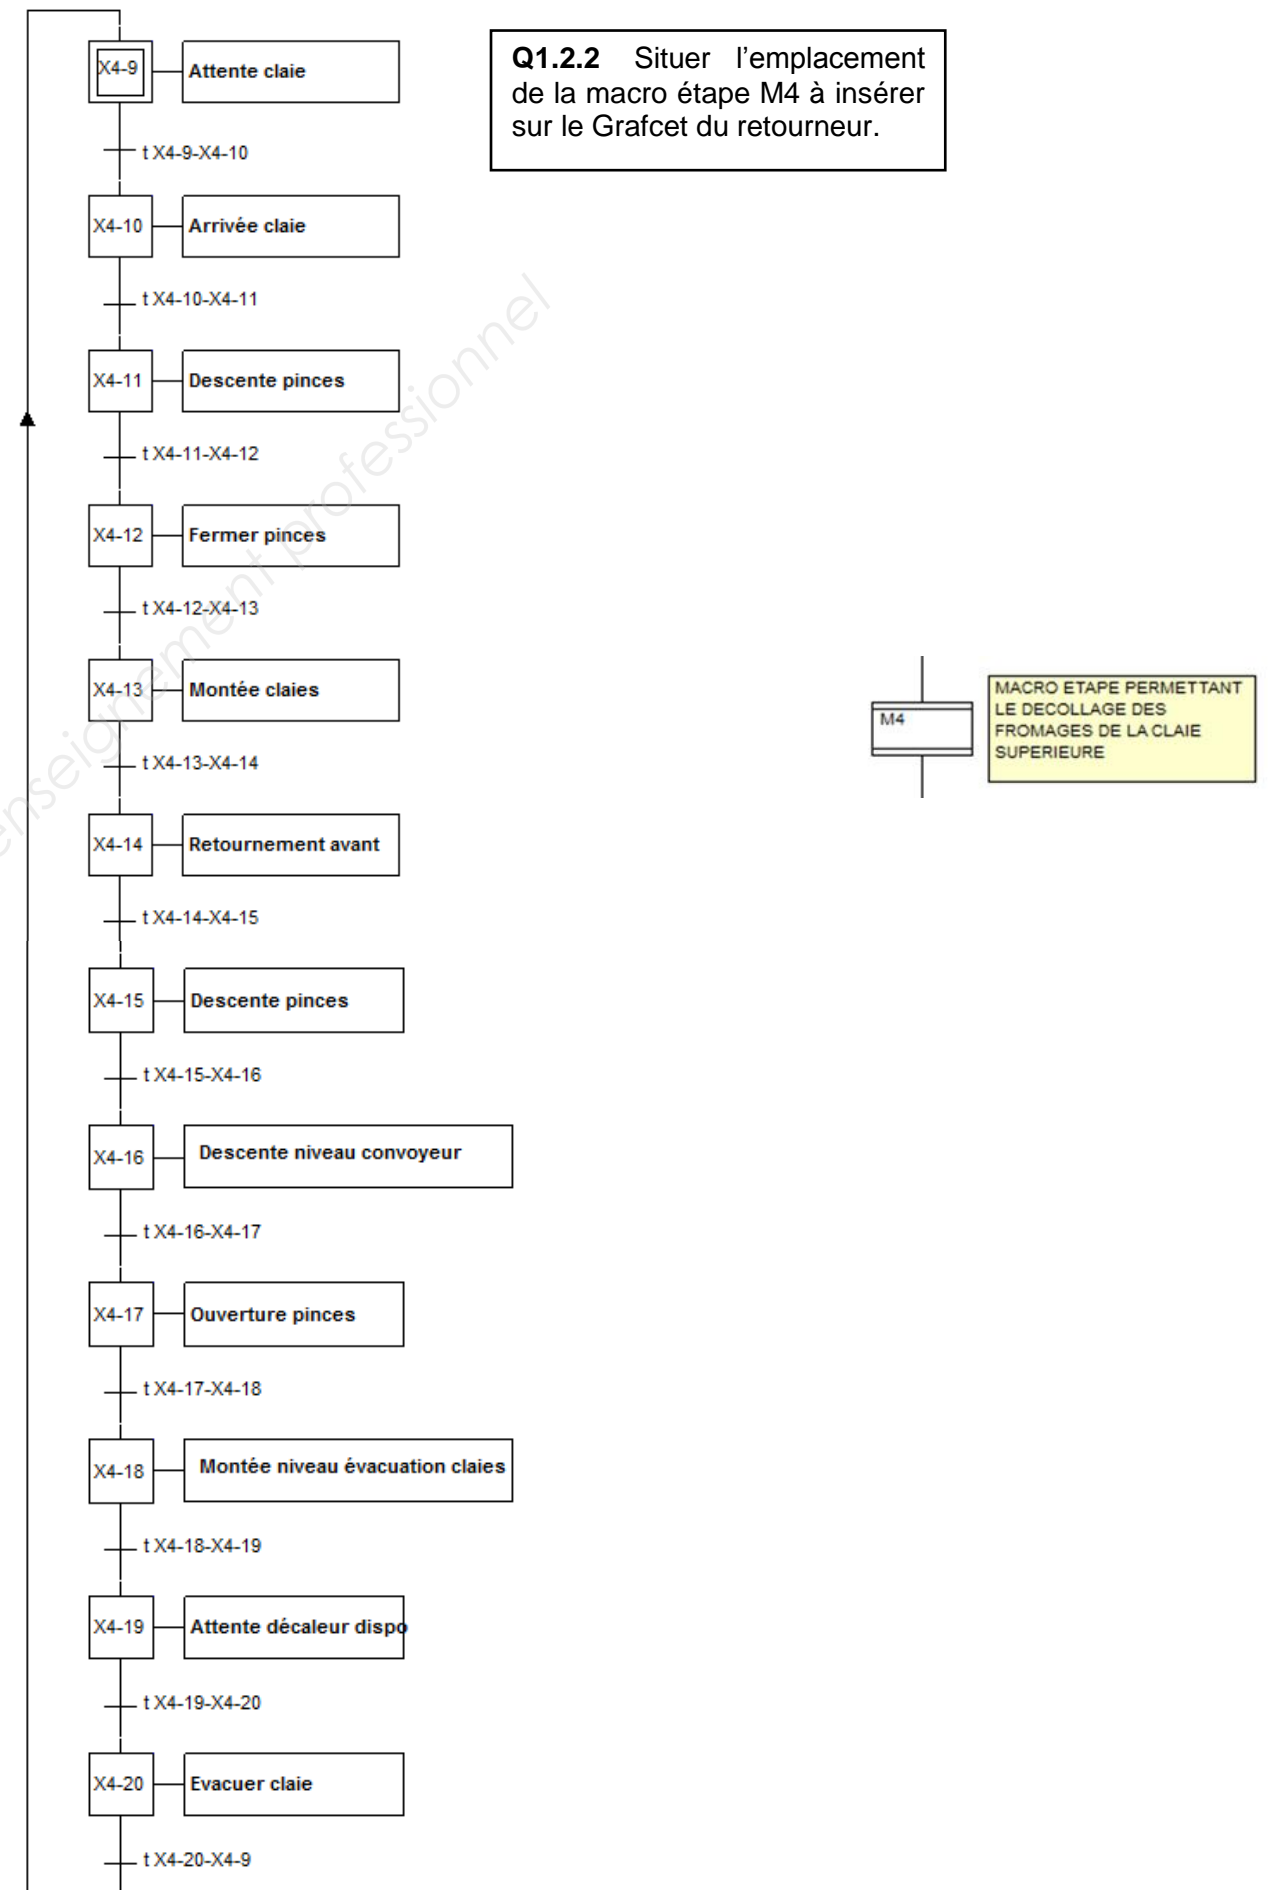 X4-9 Attente claie
Q1.2.2 Situer l’emplacement
de la macro étape M4 à insérer
sur le Grafcet du retourneur.
t X4-9-X4-10
X4-10 Arrivée claie
t X4-10-X4-11
X4-11 Descente pinces
t X4-11-X4-12
X4-12 Fermer pinces
t X4-12-X4-13
X4-13 Montée claies
M4
MACRO ETAPE PERMETTANT
LE DECOLLAGE DES
FROMAGES DE LA CLAIE
SUPERIEURE
t X4-13-X4-14
X4-14 Retournement avant
t X4-14-X4-15
X4-15 Descente pinces
t X4-15-X4-16
X4-16 Descente niveau convoyeur
t X4-16-X4-17
X4-17 Ouverture pinces
t X4-17-X4-18
X4-18 Montée niveau évacuation claies
t X4-18-X4-19
X4-19 Attente décaleur dispo
t X4-19-X4-20
X4-20 Evacuer claie
t X4-20-X4-9
enseignement professionnel